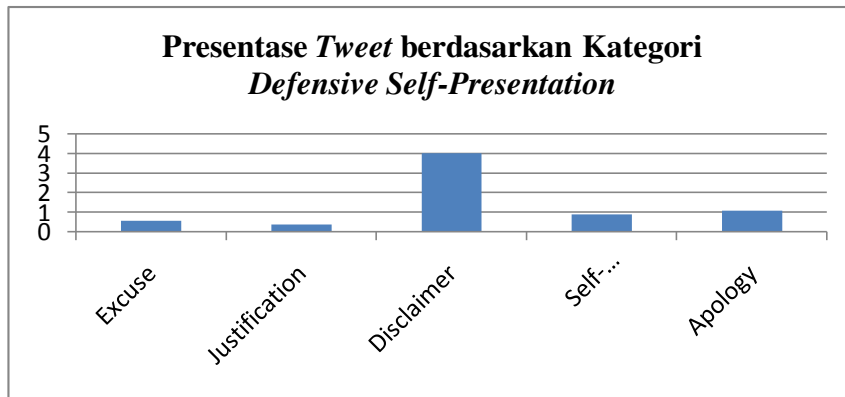 Presentase Tweet berdasarkan Kategori
Defensive Self-Presentation
5
4
3
2
1
0
Excuse
Justification
Disclaimer
Self-...
Apology